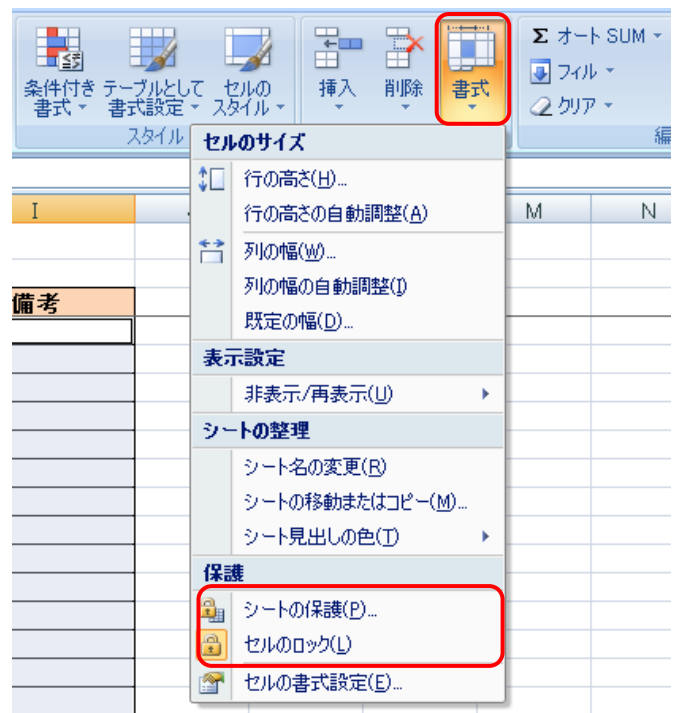 条件付き
書式
テーブルとして
書式設定
セルの
スタイル
挿入
削除
書式
Σ オート SUM
フィル
クリア
スタイル
セルのサイズ
行の高さ(H)...
行の高さの自動調整(A)
列の幅(W)...
列の幅の自動調整(I)
既定の幅(D)...
表示設定
非表示/再表示(U)
シートの整理
シート名の変更(R)
シートの移動またはコピー(M)...
シート見出しの色(T)
保護
シートの保護(P)...
セルのロック(L)
セルの書式設定(E)...
I
M
N
備考